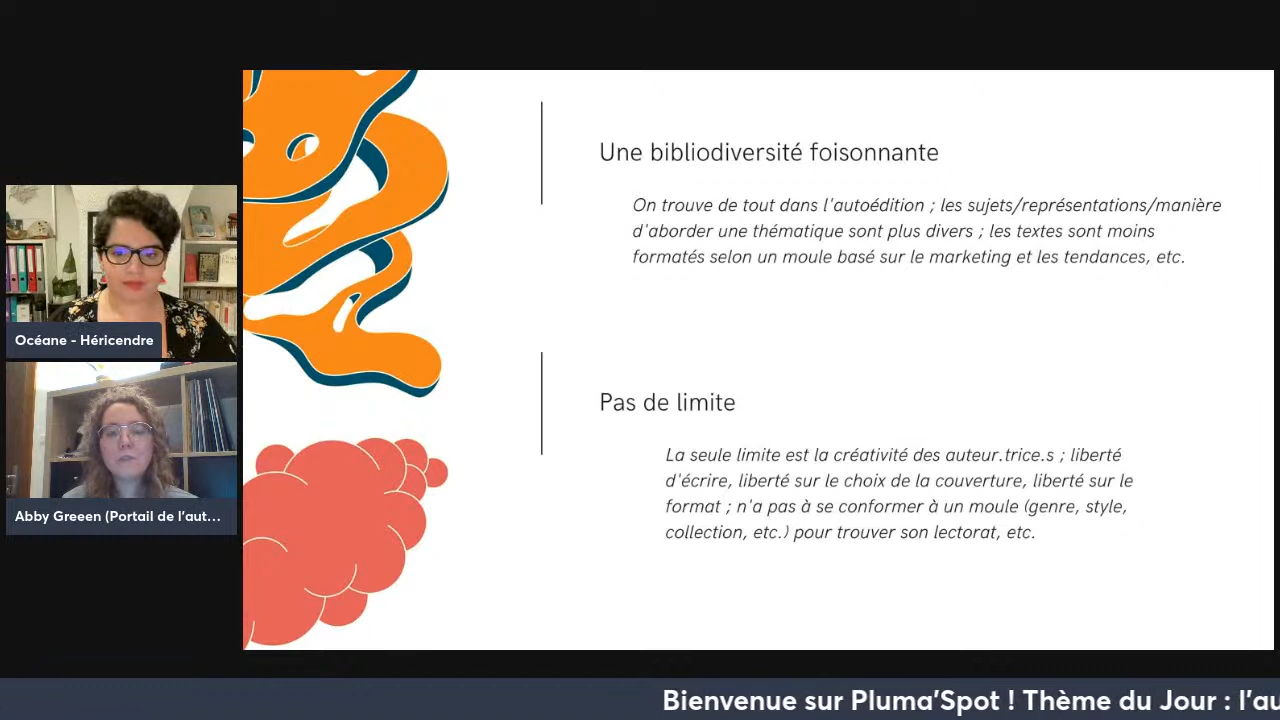 Une bibliodiversité foisonnante
On trouve de tout dans l'autoédition ; les sujets/représentations/manière
d'aborder une thématique sont plus divers ; les textes sont moins
formatés selon un moule basé sur le marketing et les tendances, etc.
Pas de limite
La seule limite est la créativité des auteur.trice.s ; liberté
d'écrire, liberté sur le choix de la couverture, liberté sur le
format ; n'a pas à se conformer à un moule (genre, style,
collection, etc.) pour trouver son lectorat, etc.
Océane - Héricendre
Abby Greeen (Portail de l'aut...
Bienvenue sur Pluma'Spot ! Thème du Jour : l'au